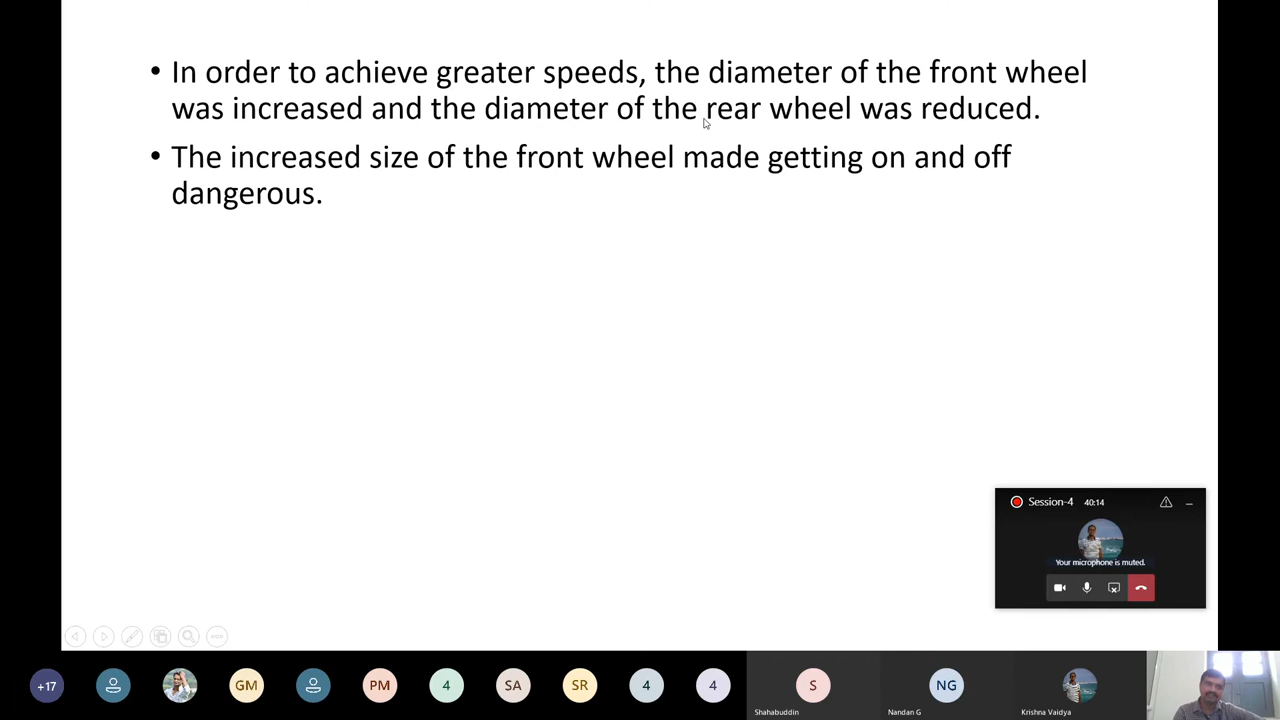 • In order to achieve greater speeds, the diameter of the front wheel
was increased and the diameter of the rear wheel was reduced.
• The increased size of the front wheel made getting on and off
dangerous.
Session-4 40:14
Your microphone is muted.
+17 GM PM 4 SA SR 4 4 S NG
Shahabuddin Nandan G Krishna Vaidya